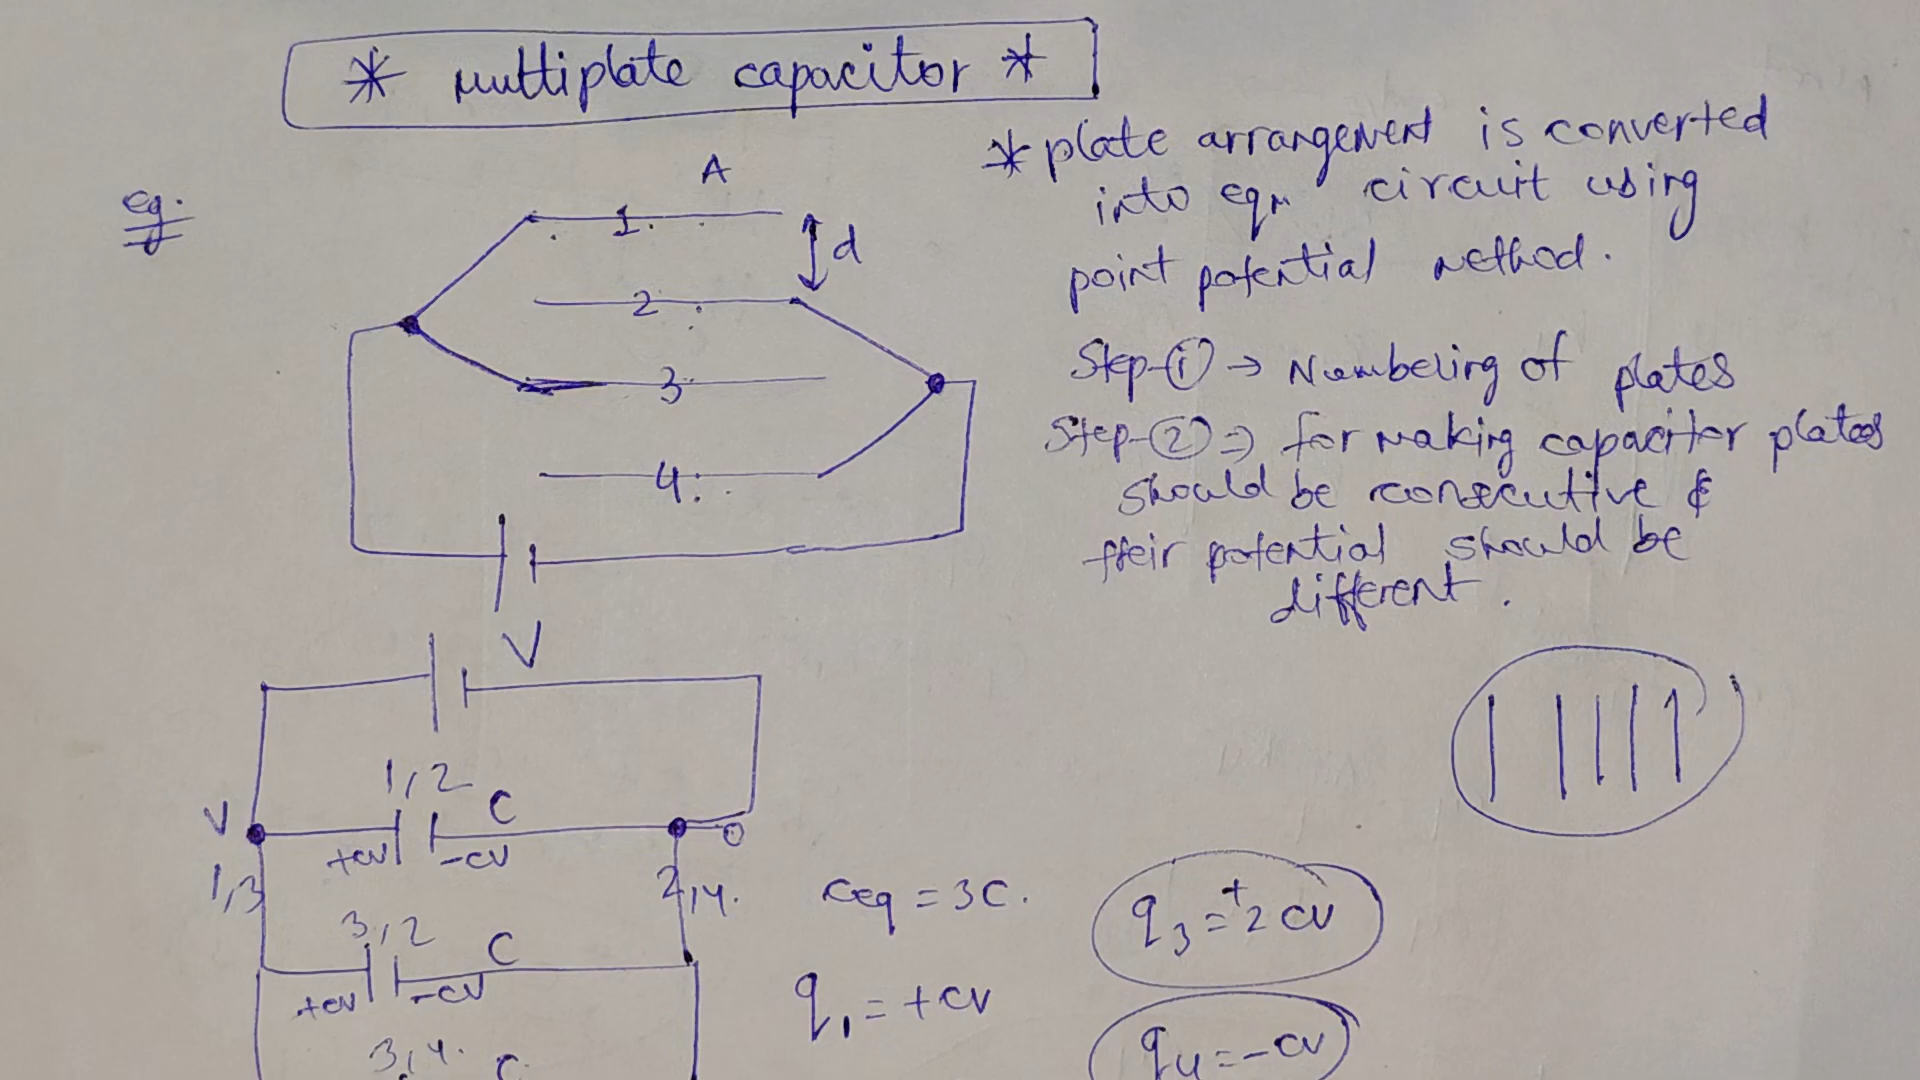 * multiplate capacitor *
eg.
A
1.
d
2
3
4.
V
* plate arrangement is converted
into eqn. circuit using
point potential method.
Step-① → Numbering of plates
Step-② ⇒ for making capacitor plates
should be consecutive &
their potential should be
different.
1,2
V
C
0
+CV
-CV
1,3
2,4.
3,2
C
+CV
-CV
3,4.
C
Ceq = 3C.
q₁ = +CV
q₃ = +2CV
q₄ = -CV